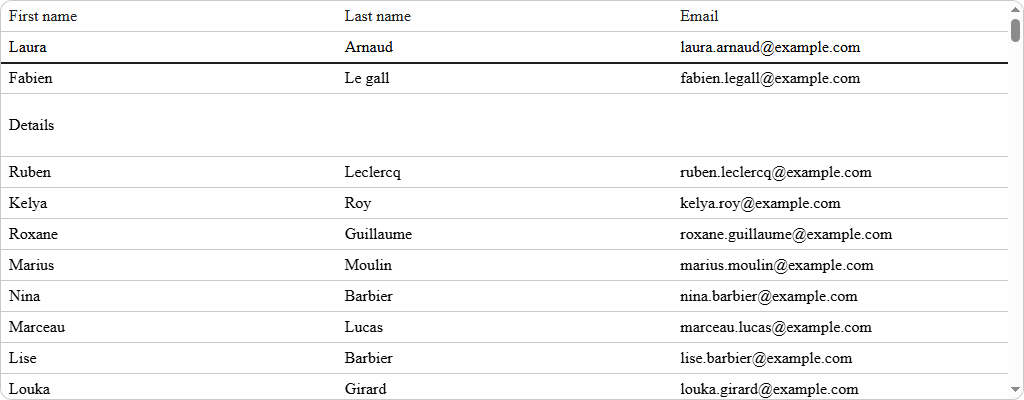 First name Last name Email
Laura Arnaud laura.arnaud@example.com
Fabien Le gall fabien.legall@example.com
Details
Ruben Leclercq ruben.leclercq@example.com
Kelya Roy kelya.roy@example.com
Roxane Guillaume roxane.guillaume@example.com
Marius Moulin marius.moulin@example.com
Nina Barbier nina.barbier@example.com
Marceau Lucas marceau.lucas@example.com
Lise Barbier lise.barbier@example.com
Louka Girard louka.girard@example.com